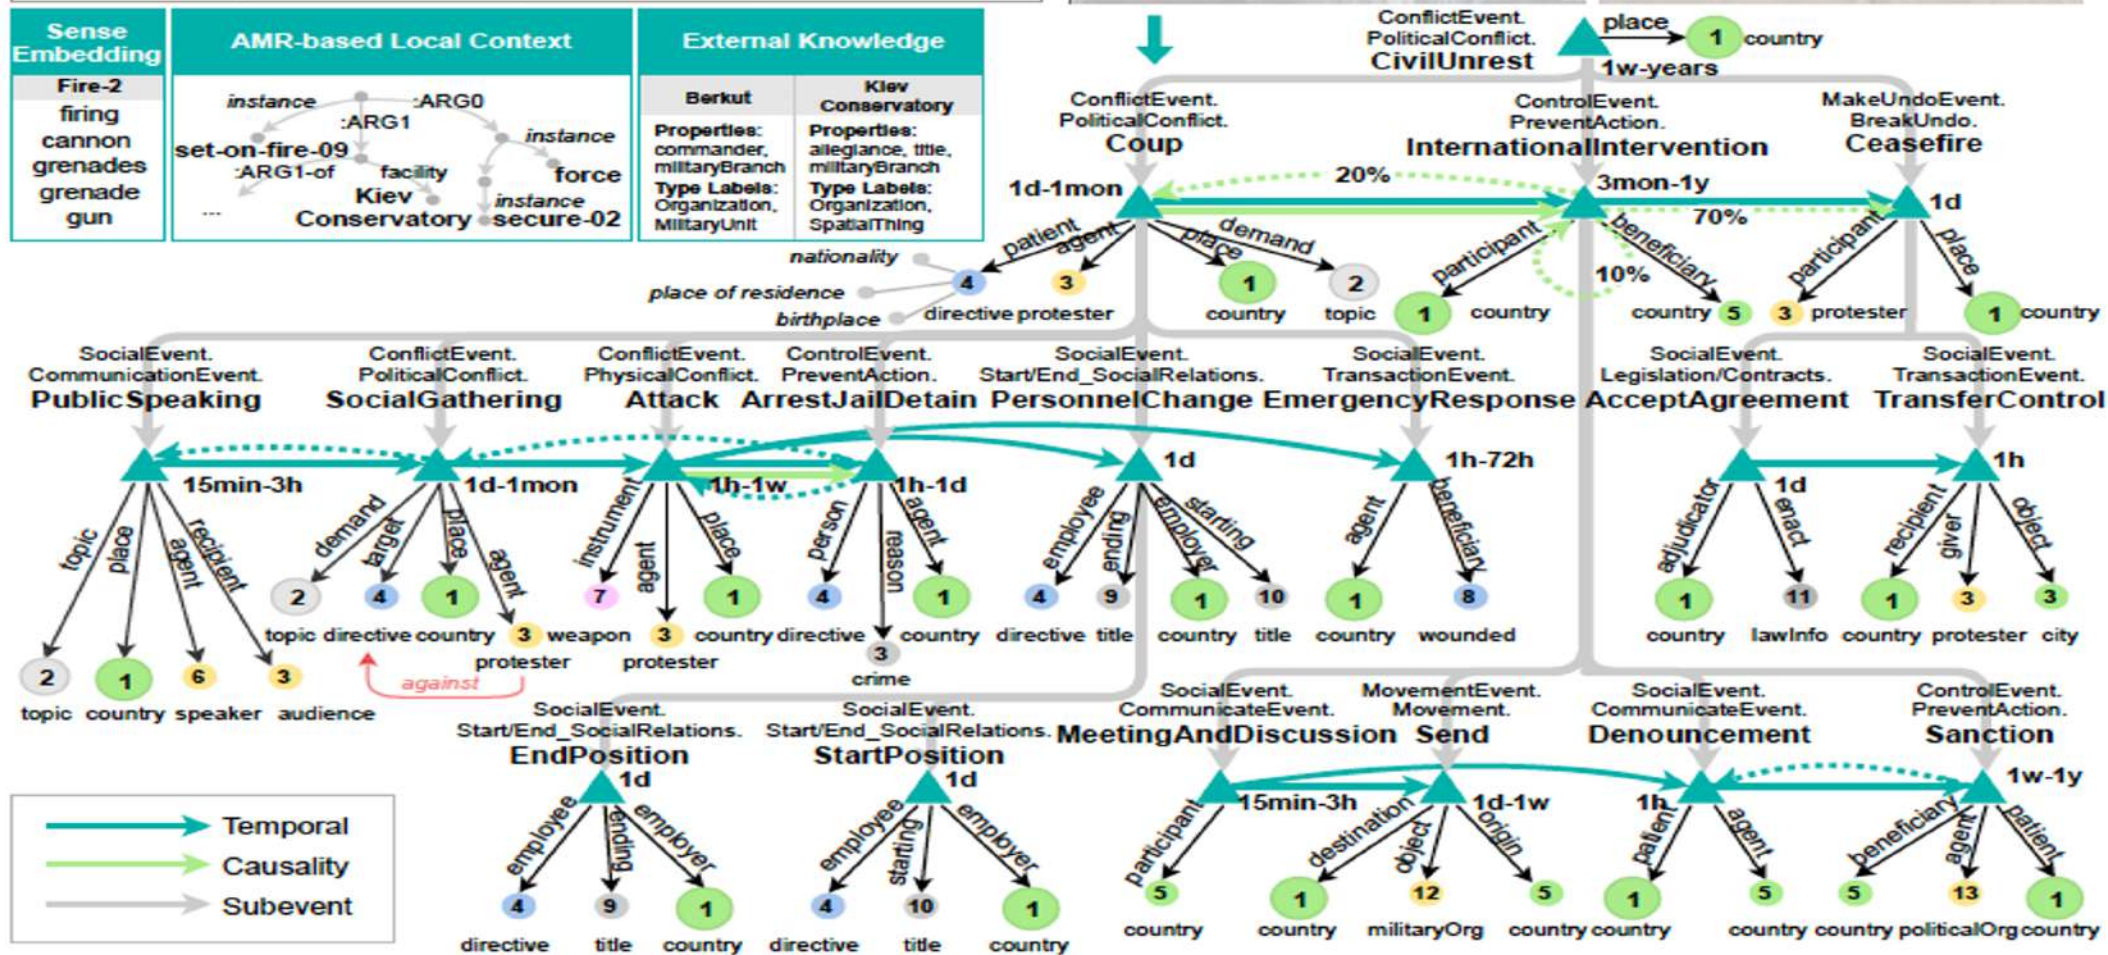 Sense
Embedding
Fire-2
firing
cannon
grenades
grenade
gun
AMR-based Local Context
instance
:ARG0
:ARG1
instance
set-on-fire-09
:ARG1-of
facility
force
Kiev
Conservatory
instance
secure-02
...
External Knowledge
Berkut
Kiev
Conservatory
Properties:
commander,
militaryBranch
Type Labels:
Organization,
MilitaryUnit
Properties:
allegiance, title,
militaryBranch
Type Labels:
Organization,
SpatialThing
ConflictEvent.
PoliticalConflict.
CivilUnrest
place
1 country
1w-years
ConflictEvent.
PoliticalConflict.
Coup
1d-1mon
ControlEvent.
PreventAction.
InternationalIntervention
3mon-1y
MakeUndoEvent.
BreakUndo.
Ceasefire
1d
20%
70%
10%
patient
agent
place
demand
nationality
place of residence
birthplace
4
3
1
2
directive protester
country
topic
participant
beneficiary
1 country
country 5
participant
place
3 protester
1 country
SocialEvent.
CommunicationEvent.
PublicSpeaking
15min-3h
topic
place
agent
recipient
2
1
6
3
topic country speaker audience
ConflictEvent.
PoliticalConflict.
SocialGathering
1d-1mon
demand
target
place
agent
2
4
1
topic directive country 3
protester
against
ConflictEvent.
PhysicalConflict.
Attack
1h-1w
instrument
agent
place
7
1
weapon 3 country
protester
ControlEvent.
PreventAction.
ArrestJailDetain
1h-1d
person
reason
agent
4
1
directive country
3
crime
SocialEvent.
Start/End_SocialRelations.
PersonnelChange
1d
employee
ending
employer
starting
4
9
1
10
directive title country title
SocialEvent.
TransactionEvent.
EmergencyResponse
1h-72h
agent
beneficiary
1
8
country wounded
SocialEvent.
Legislation/Contracts.
AcceptAgreement
1d
adjudicator
enact
1
11
country lawInfo
SocialEvent.
TransactionEvent.
TransferControl
1h
recipient
giver
object
1
3
3
country protester city
SocialEvent.
Start/End_SocialRelations.
EndPosition
1d
employee
ending
employer
4
9
1
directive title country
SocialEvent.
Start/End_SocialRelations.
StartPosition
1d
employee
starting
employer
4
10
1
directive title country
SocialEvent.
CommunicateEvent.
MeetingAndDiscussion
15min-3h
participant
5
country
MovementEvent.
Movement.
Send
1d-1w
destination
object
origin
1
12
5
country militaryOrg country
SocialEvent.
CommunicateEvent.
Denouncement
1h
patient
agent
1
5
country country
ControlEvent.
PreventAction.
Sanction
1w-1y
beneficiary
agent
patient
5
13
1
country politicalOrg country
Temporal
Causality
Subevent